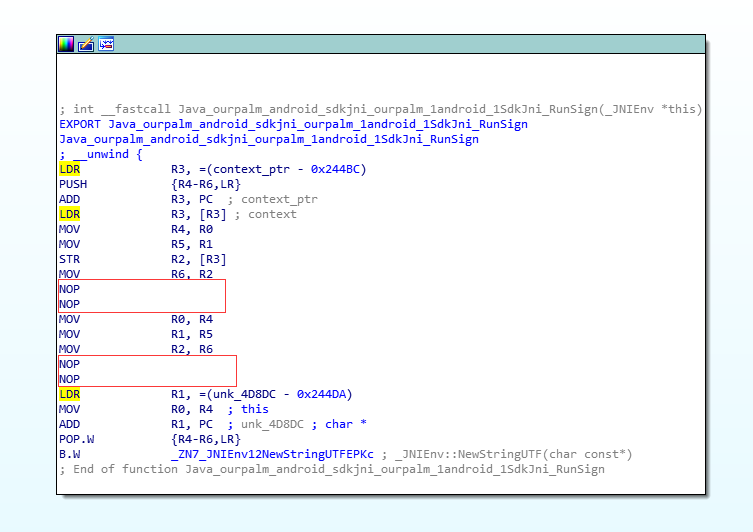 ; int __fastcall Java_ourpalm_android_sdkjni_ourpalm_1android_1SdkJni_RunSign(_JNIEnv *this)
EXPORT Java_ourpalm_android_sdkjni_ourpalm_1android_1SdkJni_RunSign
Java_ourpalm_android_sdkjni_ourpalm_1android_1SdkJni_RunSign
; __unwind {
LDR R3, =(context_ptr - 0x244BC)
PUSH {R4-R6,LR}
ADD R3, PC ; context_ptr
LDR R3, [R3] ; context
MOV R4, R0
MOV R5, R1
STR R2, [R3]
MOV R6, R2
NOP
NOP
MOV R0, R4
MOV R1, R5
MOV R2, R6
NOP
NOP
LDR R1, =(unk_4D8DC - 0x244DA)
MOV R0, R4 ; this
ADD R1, PC ; unk_4D8DC ; char *
POP.W {R4-R6,LR}
B.W _ZN7_JNIEnv12NewStringUTFEPKc ; _JNIEnv::NewStringUTF(char const*)
; End of function Java_ourpalm_android_sdkjni_ourpalm_1android_1SdkJni_RunSign